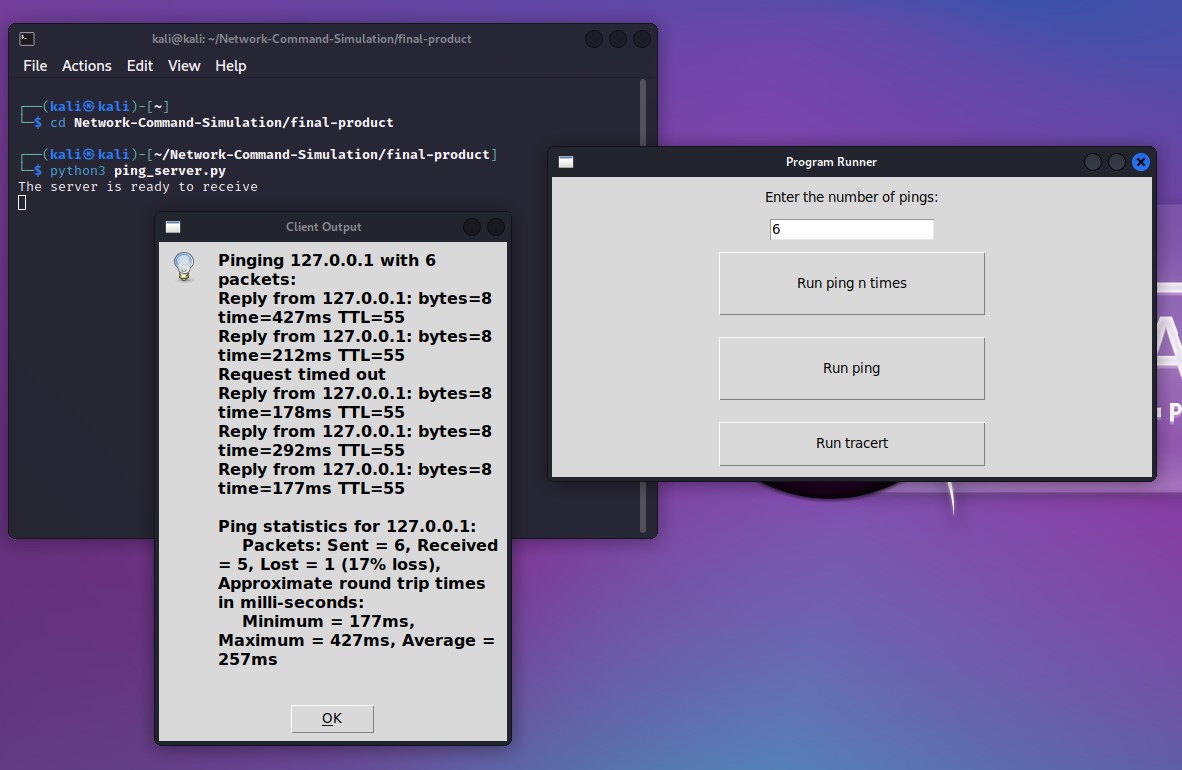 kali@kali: ~/Network-Command-Simulation/final-product
File Actions Edit View Help
┌──(kali㉿kali)-[~]
└─$ cd Network-Command-Simulation/final-product
┌──(kali㉿kali)-[~/Network-Command-Simulation/final-product]
└─$ python3 ping_server.py
The server is ready to receive
Client Output
Pinging 127.0.0.1 with 6
packets:
Reply from 127.0.0.1: bytes=8
time=427ms TTL=55
Reply from 127.0.0.1: bytes=8
time=212ms TTL=55
Request timed out
Reply from 127.0.0.1: bytes=8
time=178ms TTL=55
Reply from 127.0.0.1: bytes=8
time=292ms TTL=55
Reply from 127.0.0.1: bytes=8
time=177ms TTL=55
Ping statistics for 127.0.0.1:
Packets: Sent = 6, Received
= 5, Lost = 1 (17% loss),
Approximate round trip times
in milli-seconds:
Minimum = 177ms,
Maximum = 427ms, Average =
257ms
OK
Program Runner
Enter the number of pings:
6
Run ping n times
Run ping
Run tracert